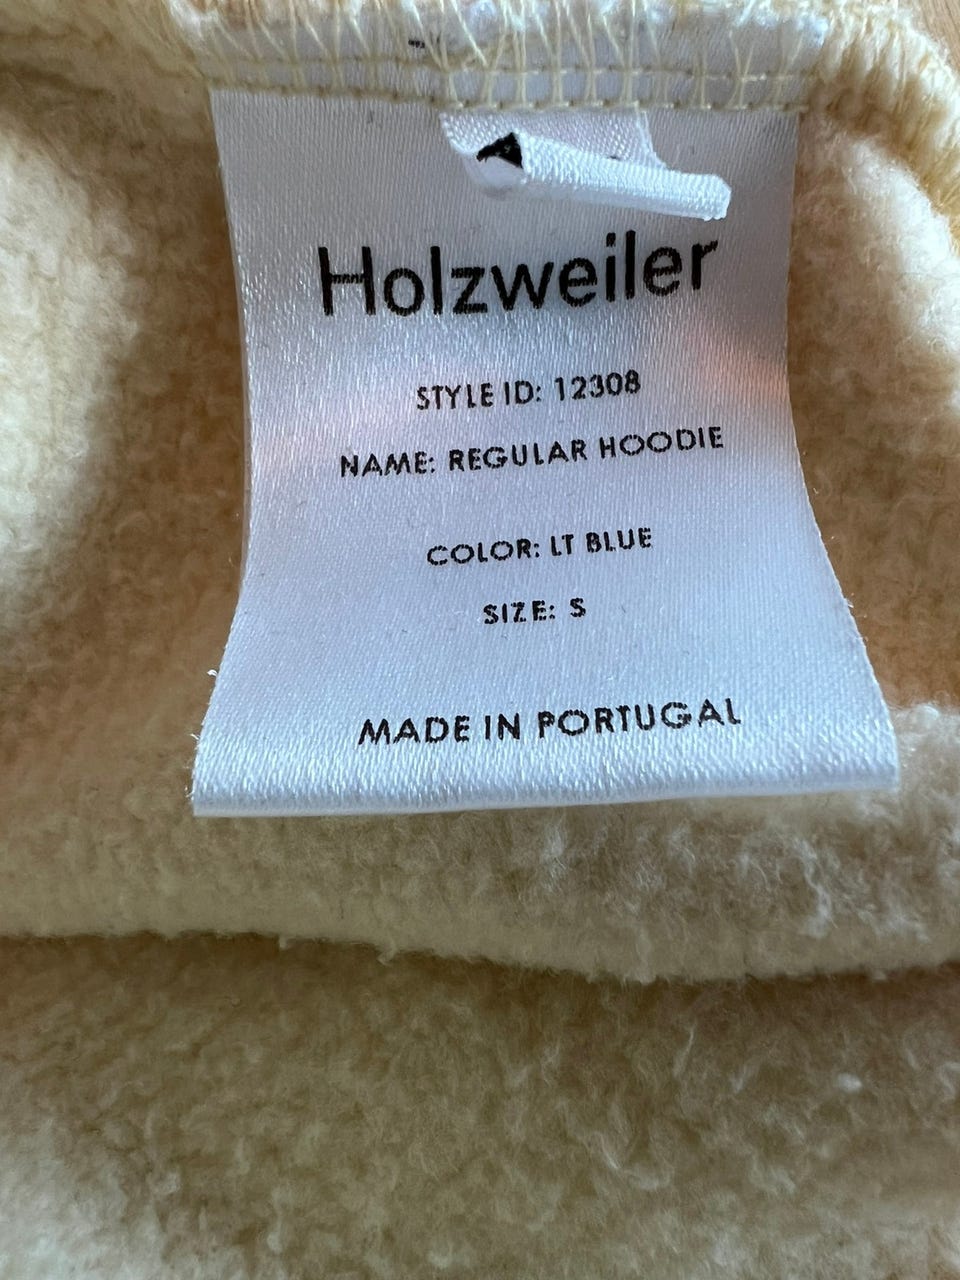 Holzweiler
STYLE ID: 12308
NAME: REGULAR HOODIE
COLOR: LT BLUE
SIZE: S
MADE IN PORTUGAL